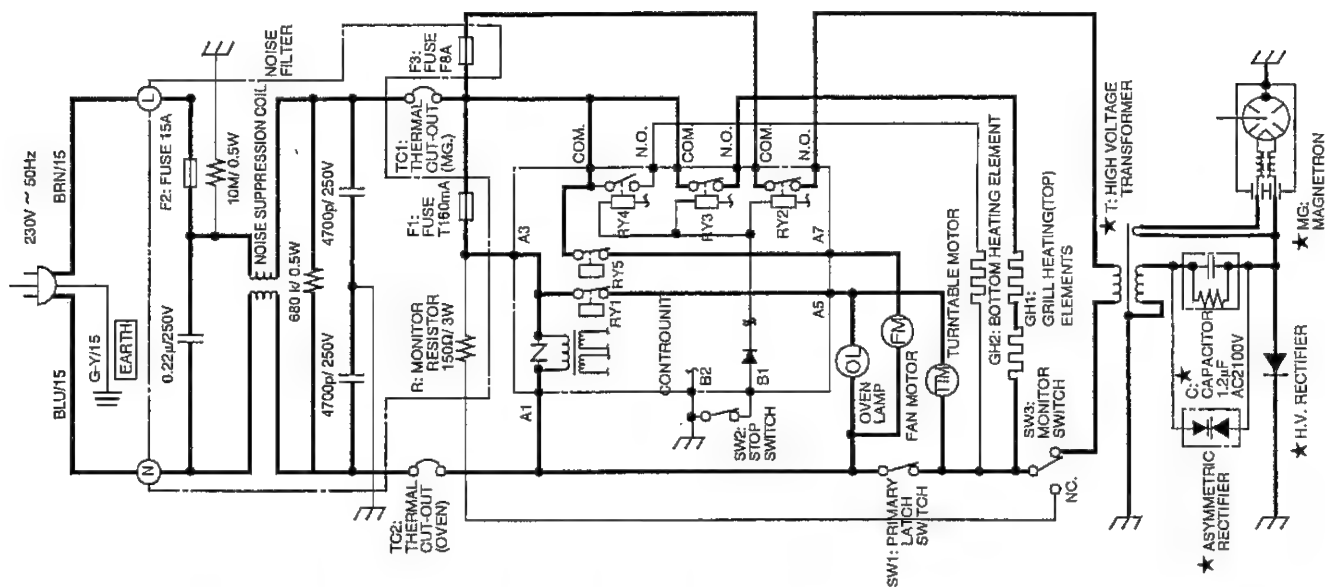 230V ~ 50Hz
BLU/15
BRN/15
G-Y/15
EARTH
N
L
0.22µ/250V
F2: FUSE 15A
10M/ 0.5W
NOISE SUPPRESSION COIL
NOISE
FILTER
680 k/ 0.5W
4700p/ 250V
4700p/ 250V
TC2:
THERMAL
CUT-OUT
(OVEN)
TC1:
THERMAL
CUT-OUT
(MG.)
F3:
FUSE
F8A
R: MONITOR
RESISTOR
150Ω/ 3W
F1:
FUSE
T160mA
A1
A3
COM.
N.O.
COM.
N.O.
COM.
N.O.
CONTROUNIT
B2
B1
SW2:
STOP
SWITCH
RY1
RY5
RY4
RY3
RY2
A5
A7
OL
OVEN
LAMP
FM
FAN MOTOR
TTM
TURNTABLE MOTOR
SW1: PRIMARY
LATCH
SWITCH
GH2: BOTTOM HEATING ELEMENT
GH1:
GRILL HEATING(TOP)
ELEMENTS
SW3:
MONITOR
SWITCH
NC.
★ T: HIGH VOLTAGE
TRANSFORMER
★ C:
CAPACITOR
1.2µF
AC2100V
★ ASYMMETRIC
RECTIFIER
★ H.V. RECTIFIER
★ MG:
MAGNETRON